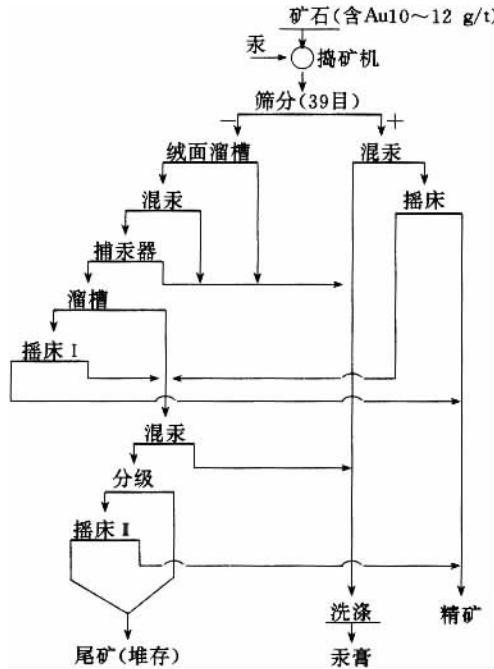 矿石(含Au10～12 g/t)
汞
捣矿机
筛分(39目)
－
＋
绒面溜槽
混汞
混汞
摇床
捕汞器
溜槽
摇床Ⅰ
混汞
分级
摇床Ⅱ
洗涤
精矿
尾矿(堆存)
汞膏